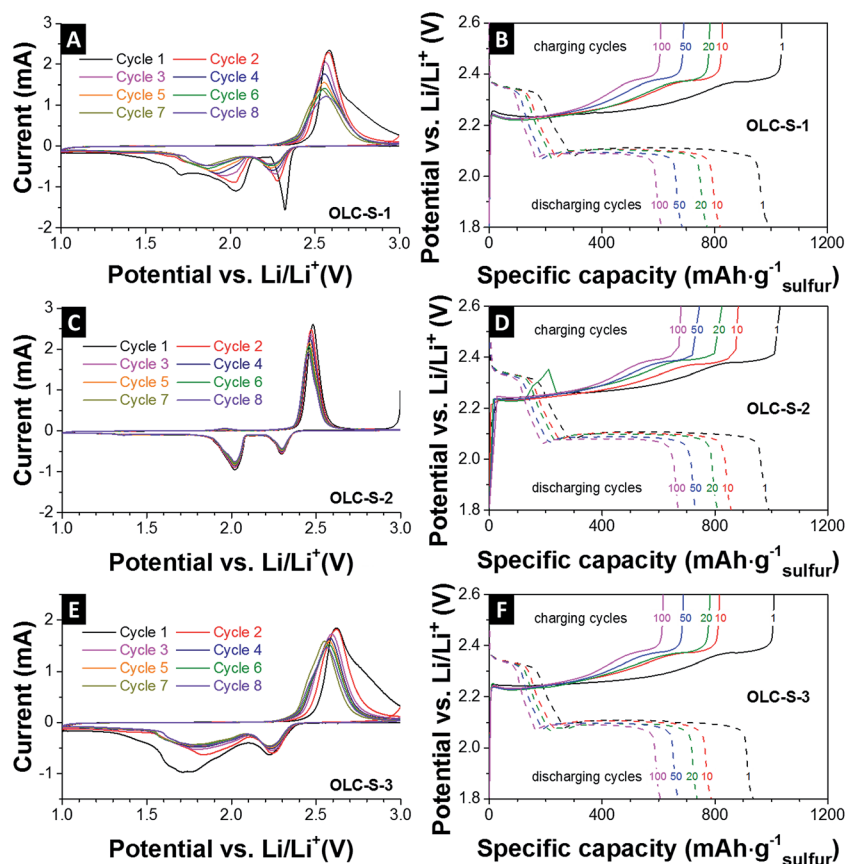 A
Cycle 1 Cycle 2
Cycle 3 Cycle 4
Cycle 5 Cycle 6
Cycle 7 Cycle 8
OLC-S-1
3
2
1
0
-1
-2
1.0 1.5 2.0 2.5 3.0
Current (mA)
Potential vs. Li/Li⁺(V)
B
charging cycles
100 50 20 10 1
OLC-S-1
discharging cycles
100 50 20 10 1
2.6
2.4
2.2
2.0
1.8
0 400 800 1200
Potential vs. Li/Li⁺ (V)
Specific capacity (mAh·g⁻¹sulfur)
C
Cycle 1 Cycle 2
Cycle 3 Cycle 4
Cycle 5 Cycle 6
Cycle 7 Cycle 8
OLC-S-2
3
2
1
0
-1
-2
1.0 1.5 2.0 2.5 3.0
Current (mA)
Potential vs. Li/Li⁺(V)
D
charging cycles
100 50 20 10 1
OLC-S-2
discharging cycles
100 50 20 10 1
2.6
2.4
2.2
2.0
1.8
0 400 800 1200
Potential vs. Li/Li⁺ (V)
Specific capacity (mAh·g⁻¹sulfur)
E
Cycle 1 Cycle 2
Cycle 3 Cycle 4
Cycle 5 Cycle 6
Cycle 7 Cycle 8
OLC-S-3
2
1
0
-1
1.0 1.5 2.0 2.5 3.0
Current (mA)
Potential vs. Li/Li⁺(V)
F
charging cycles
100 50 20 10 1
OLC-S-3
discharging cycles
100 50 20 10 1
2.6
2.4
2.2
2.0
1.8
0 400 800 1200
Potential vs. Li/Li⁺ (V)
Specific capacity (mAh·g⁻¹sulfur)